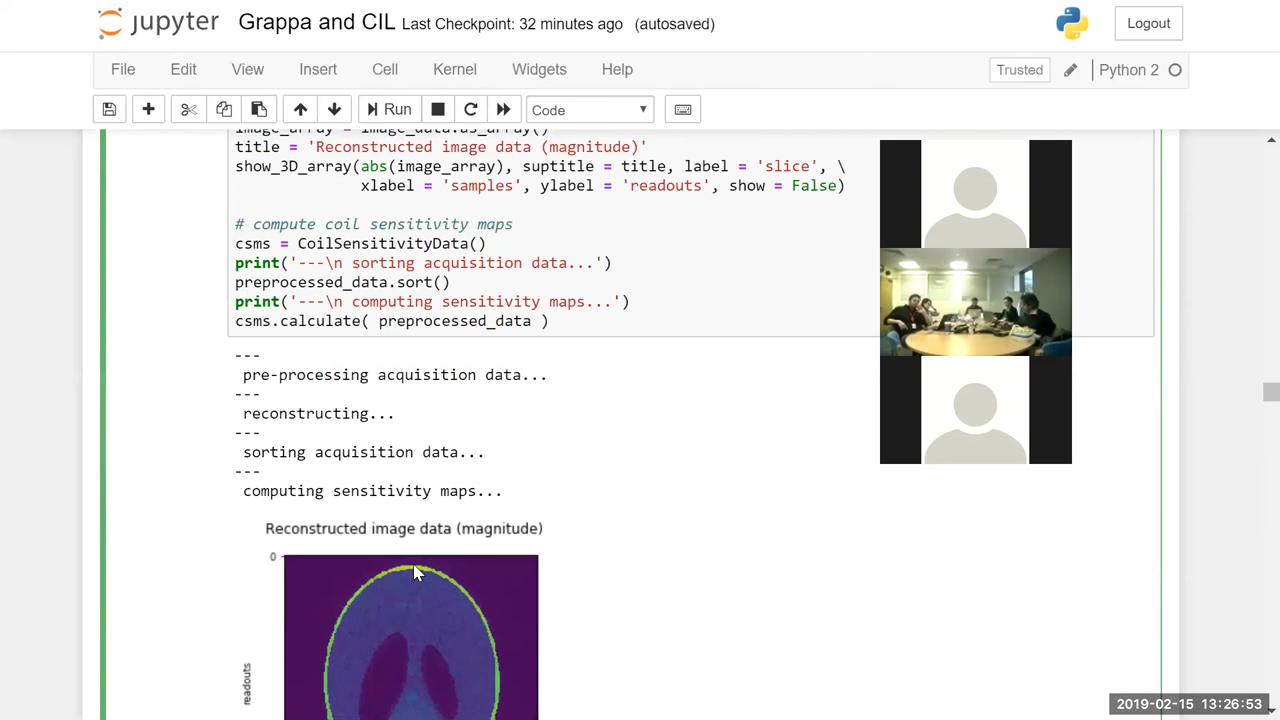 jupyter Grappa and CIL Last Checkpoint: 32 minutes ago (autosaved) Logout
File Edit View Insert Cell Kernel Widgets Help Trusted Python 2
Run Code
image_array = image_data.as_array()
title = 'Reconstructed image data (magnitude)'
show_3D_array(abs(image_array), suptitle = title, label = 'slice', \
xlabel = 'samples', ylabel = 'readouts', show = False)
# compute coil sensitivity maps
csms = CoilSensitivityData()
print('---\n sorting acquisition data...')
preprocessed_data.sort()
print('---\n computing sensitivity maps...')
csms.calculate( preprocessed_data )
---
pre-processing acquisition data...
---
reconstructing...
---
sorting acquisition data...
---
computing sensitivity maps...
Reconstructed image data (magnitude)
0
readouts
2019-02-15 13:26:53